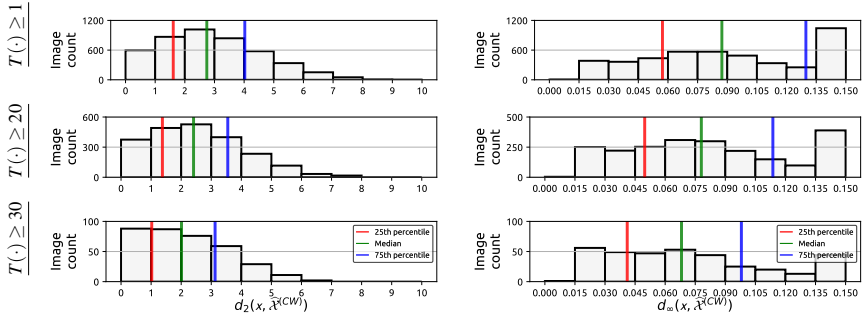 T(·) ≥ 1
Image
count
1200
600
0
0 1 2 3 4 5 6 7 8 9 10
Image
count
1200
600
0
0.000 0.015 0.030 0.045 0.060 0.075 0.090 0.105 0.120 0.135 0.150
T(·) ≥ 20
Image
count
600
300
0
0 1 2 3 4 5 6 7 8 9 10
Image
count
500
250
0
0.000 0.015 0.030 0.045 0.060 0.075 0.090 0.105 0.120 0.135 0.150
T(·) ≥ 30
Image
count
100
50
0
25th percentile
Median
75th percentile
0 1 2 3 4 5 6 7 8 9 10
d₂(x, X̂⁽ᶜᵂ⁾)
Image
count
100
50
0
25th percentile
Median
75th percentile
0.000 0.015 0.030 0.045 0.060 0.075 0.090 0.105 0.120 0.135 0.150
d∞(x, X̂⁽ᶜᵂ⁾)